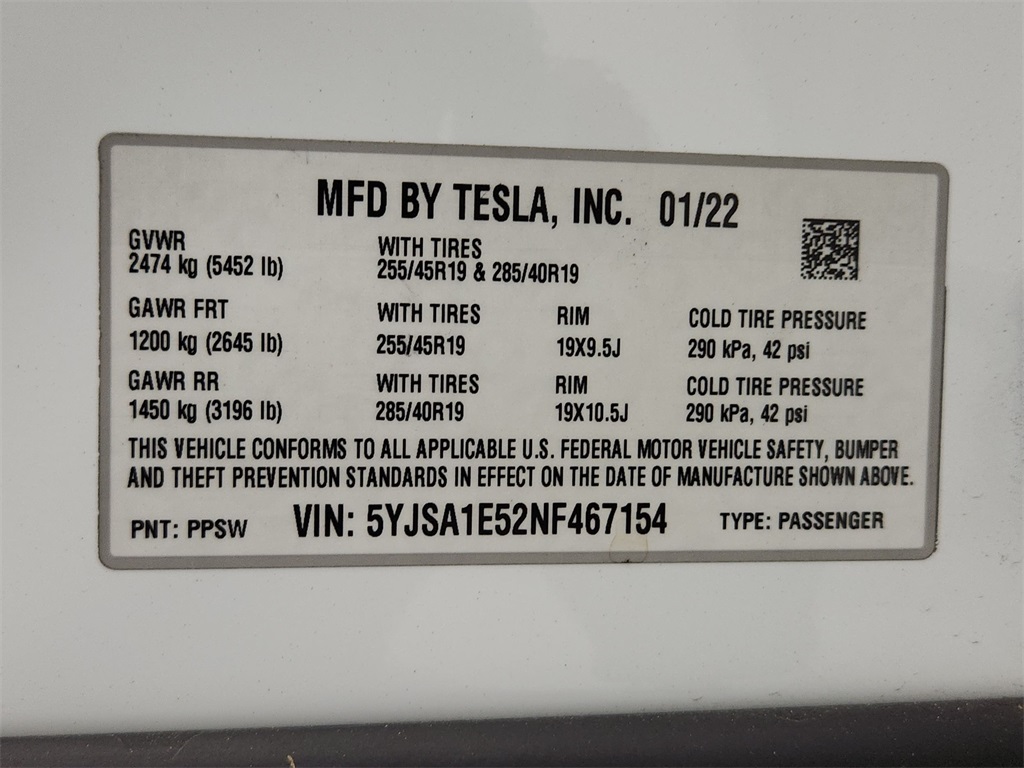 MFD BY TESLA, INC. 01/22
GVWR
2474 kg (5452 lb)
WITH TIRES
255/45R19 & 285/40R19
GAWR FRT WITH TIRES RIM COLD TIRE PRESSURE
1200 kg (2645 lb) 255/45R19 19X9.5J 290 kPa, 42 psi
GAWR RR WITH TIRES RIM COLD TIRE PRESSURE
1450 kg (3196 lb) 285/40R19 19X10.5J 290 kPa, 42 psi
THIS VEHICLE CONFORMS TO ALL APPLICABLE U.S. FEDERAL MOTOR VEHICLE SAFETY, BUMPER
AND THEFT PREVENTION STANDARDS IN EFFECT ON THE DATE OF MANUFACTURE SHOWN ABOVE.
PNT: PPSW VIN: 5YJSA1E52NF467154 TYPE: PASSENGER